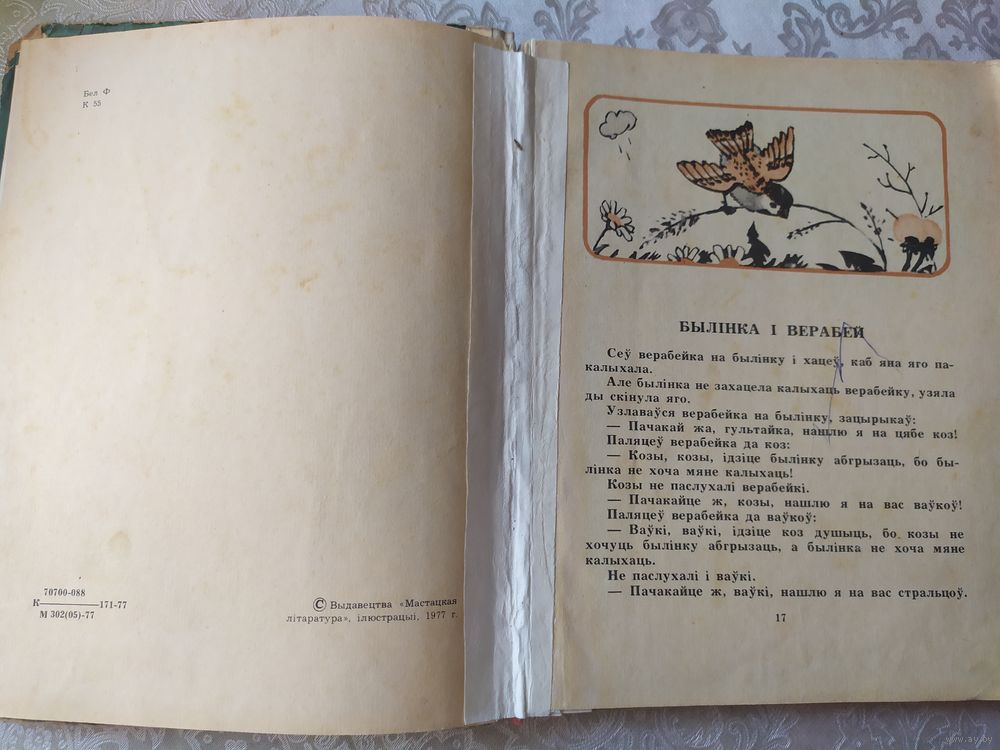 Бел Ф
К 55
70700-088
К————171-77
М 302(05)-77
© Выдавецтва «Мастацкая
літаратура», ілюстрацыі, 1977 г.
БЫЛІНКА І ВЕРАБЕЙ
Сеў верабейка на былінку і хацеў, каб яна яго па-
калыхала.
Але былінка не захацела калыхаць верабейку, узяла
ды скінула яго.
Узлаваўся верабейка на былінку, зацырыкаў:
— Пачакай жа, гультайка, нашлю я на цябе коз!
Паляцеў верабейка да коз:
— Козы, козы, ідзіце былінку абгрызаць, бо бы-
лінка не хоча мяне калыхаць!
Козы не паслухалі верабейкі.
— Пачакайце ж, козы, нашлю я на вас ваўкоў!
Паляцеў верабейка да ваўкоў:
— Ваўкі, ваўкі, ідзіце коз душыць, бо козы не
хочуць былінку абгрызаць, а былінка не хоча мяне
калыхаць.
Не паслухалі і ваўкі.
— Пачакайце ж, ваўкі, нашлю я на вас стральцоў.
17
www.ay.by